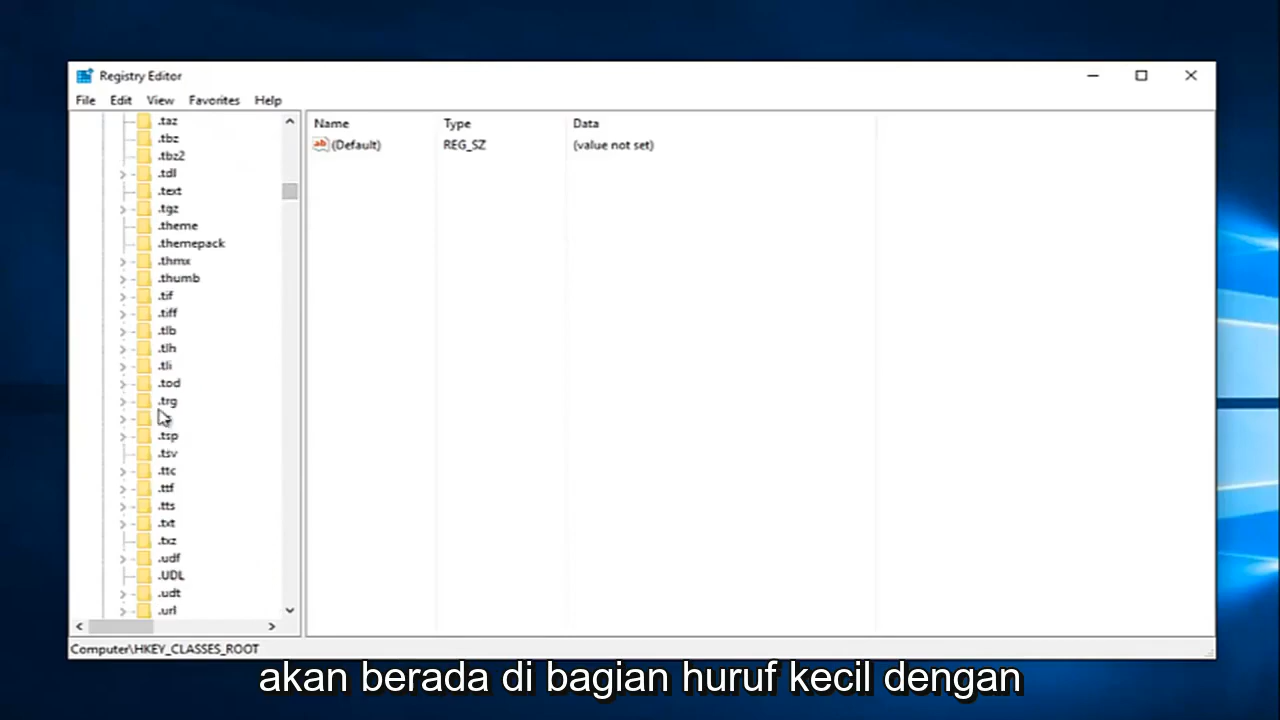 Registry Editor
File Edit View Favorites Help
Name Type Data
(Default) REG_SZ (value not set)
.taz
.tbz
.tbz2
.tdl
.text
.tgz
.theme
.themepack
.thmx
.thumb
.tif
.tiff
.tlb
.tlh
.tli
.tod
.trg
.tsp
.tsv
.ttc
.ttf
.tts
.txt
.txz
.udf
.UDL
.udt
.url
Computer\HKEY_CLASSES_ROOT
akan berada di bagian huruf kecil dengan